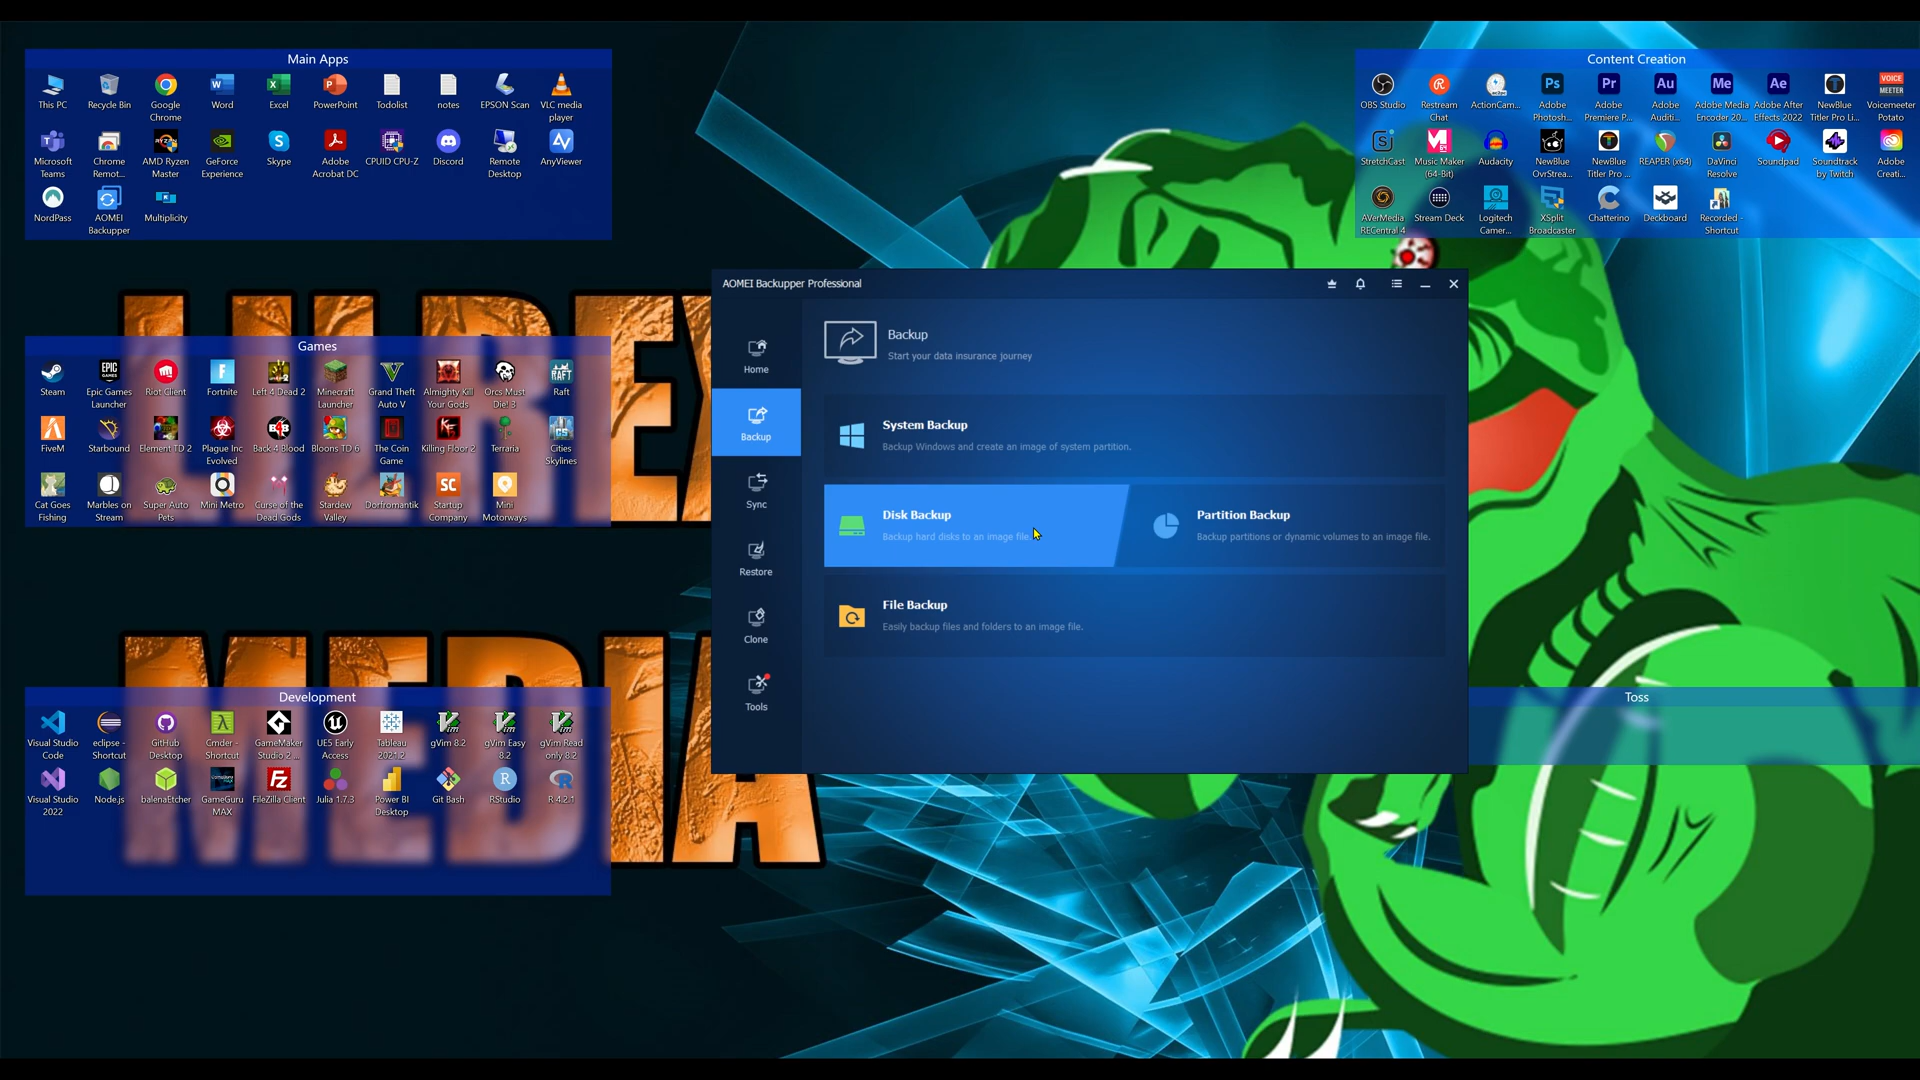 Main Apps
This PC
Recycle Bin
Google
Chrome
Word
Excel
PowerPoint
Todolist
notes
EPSON Scan
VLC media
player
Microsoft
Teams
Chrome
Remot...
AMD Ryzen
Master
GeForce
Experience
Skype
Adobe
Acrobat DC
CPUID CPU-Z
Discord
Remote
Desktop
AnyViewer
NordPass
AOMEI
Backupper
Multiplicity
Content Creation
OBS Studio
Restream
Chat
ActionCam...
Ps
Adobe
Photosh...
Pr
Adobe
Premiere P...
Au
Adobe
Auditi...
Me
Adobe Media
Encoder 20...
Ae
Adobe After
Effects 2022
NewBlue
Titler Pro Li...
VOICE
MEETER
Voicemeeter
Potato
StretchCast
Music Maker
(64-Bit)
Audacity
NewBlue
OvrStrea...
NewBlue
Titler Pro ...
REAPER (x64)
DaVinci
Resolve
Soundpad
Soundtrack
by Twitch
Adobe
Creati...
AVerMedia
RECentral 4
Stream Deck
Logitech
Camer...
XSplit
Broadcaster
Chatterino
Deckboard
Recorded -
Shortcut
Games
Steam
EPIC
GAMES
Epic Games
Launcher
Riot Client
Fortnite
Left 4 Dead 2
Minecraft
Launcher
Grand Theft
Auto V
Almighty Kill
Your Gods
Orcs Must
Die! 3
RAFT
Raft
FiveM
Starbound
Element TD 2
Plague Inc
Evolved
B4B
Back 4 Blood
Bloons TD 6
The Coin
Game
KF
Killing Floor 2
Terraria
CS
Cities
Skylines
Cat Goes
Fishing
Marbles on
Stream
Super Auto
Pets
Mini Metro
Curse of the
Dead Gods
Stardew
Valley
Dorfromantik
SC
Startup
Company
Mini
Motorways
AOMEI Backupper Professional
Home
Backup
Sync
Restore
Clone
Tools
Backup
Start your data insurance journey
System Backup
Backup Windows and create an image of system partition.
Disk Backup
Backup hard disks to an image file.
Partition Backup
Backup partitions or dynamic volumes to an image file.
File Backup
Easily backup files and folders to an image file.
Development
Visual Studio
Code
eclipse -
Shortcut
GitHub
Desktop
Cmder -
Shortcut
GameMaker
Studio 2 ...
UE5 Early
Access
Tableau
2021.2
gVim 8.2
gVim Easy
8.2
gVim Read
only 8.2
Visual Studio
2022
Node.js
balenaEtcher
GameGuru
MAX
FileZilla Client
Julia 1.7.3
Power BI
Desktop
Git Bash
RStudio
R 4.2.1
Toss
MEDIA